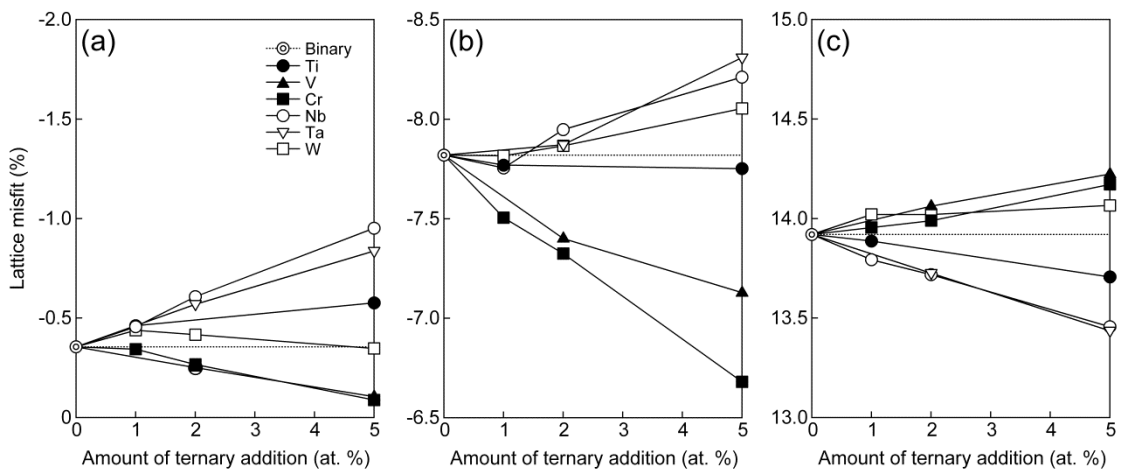 (a)
(b)
(c)
Binary
Ti
V
Cr
Nb
Ta
W
Lattice misfit (%)
-2.0
-1.5
-1.0
-0.5
0
0 1 2 3 4 5
Amount of ternary addition (at. %)
-8.5
-8.0
-7.5
-7.0
-6.5
0 1 2 3 4 5
Amount of ternary addition (at. %)
15.0
14.5
14.0
13.5
13.0
0 1 2 3 4 5
Amount of ternary addition (at. %)